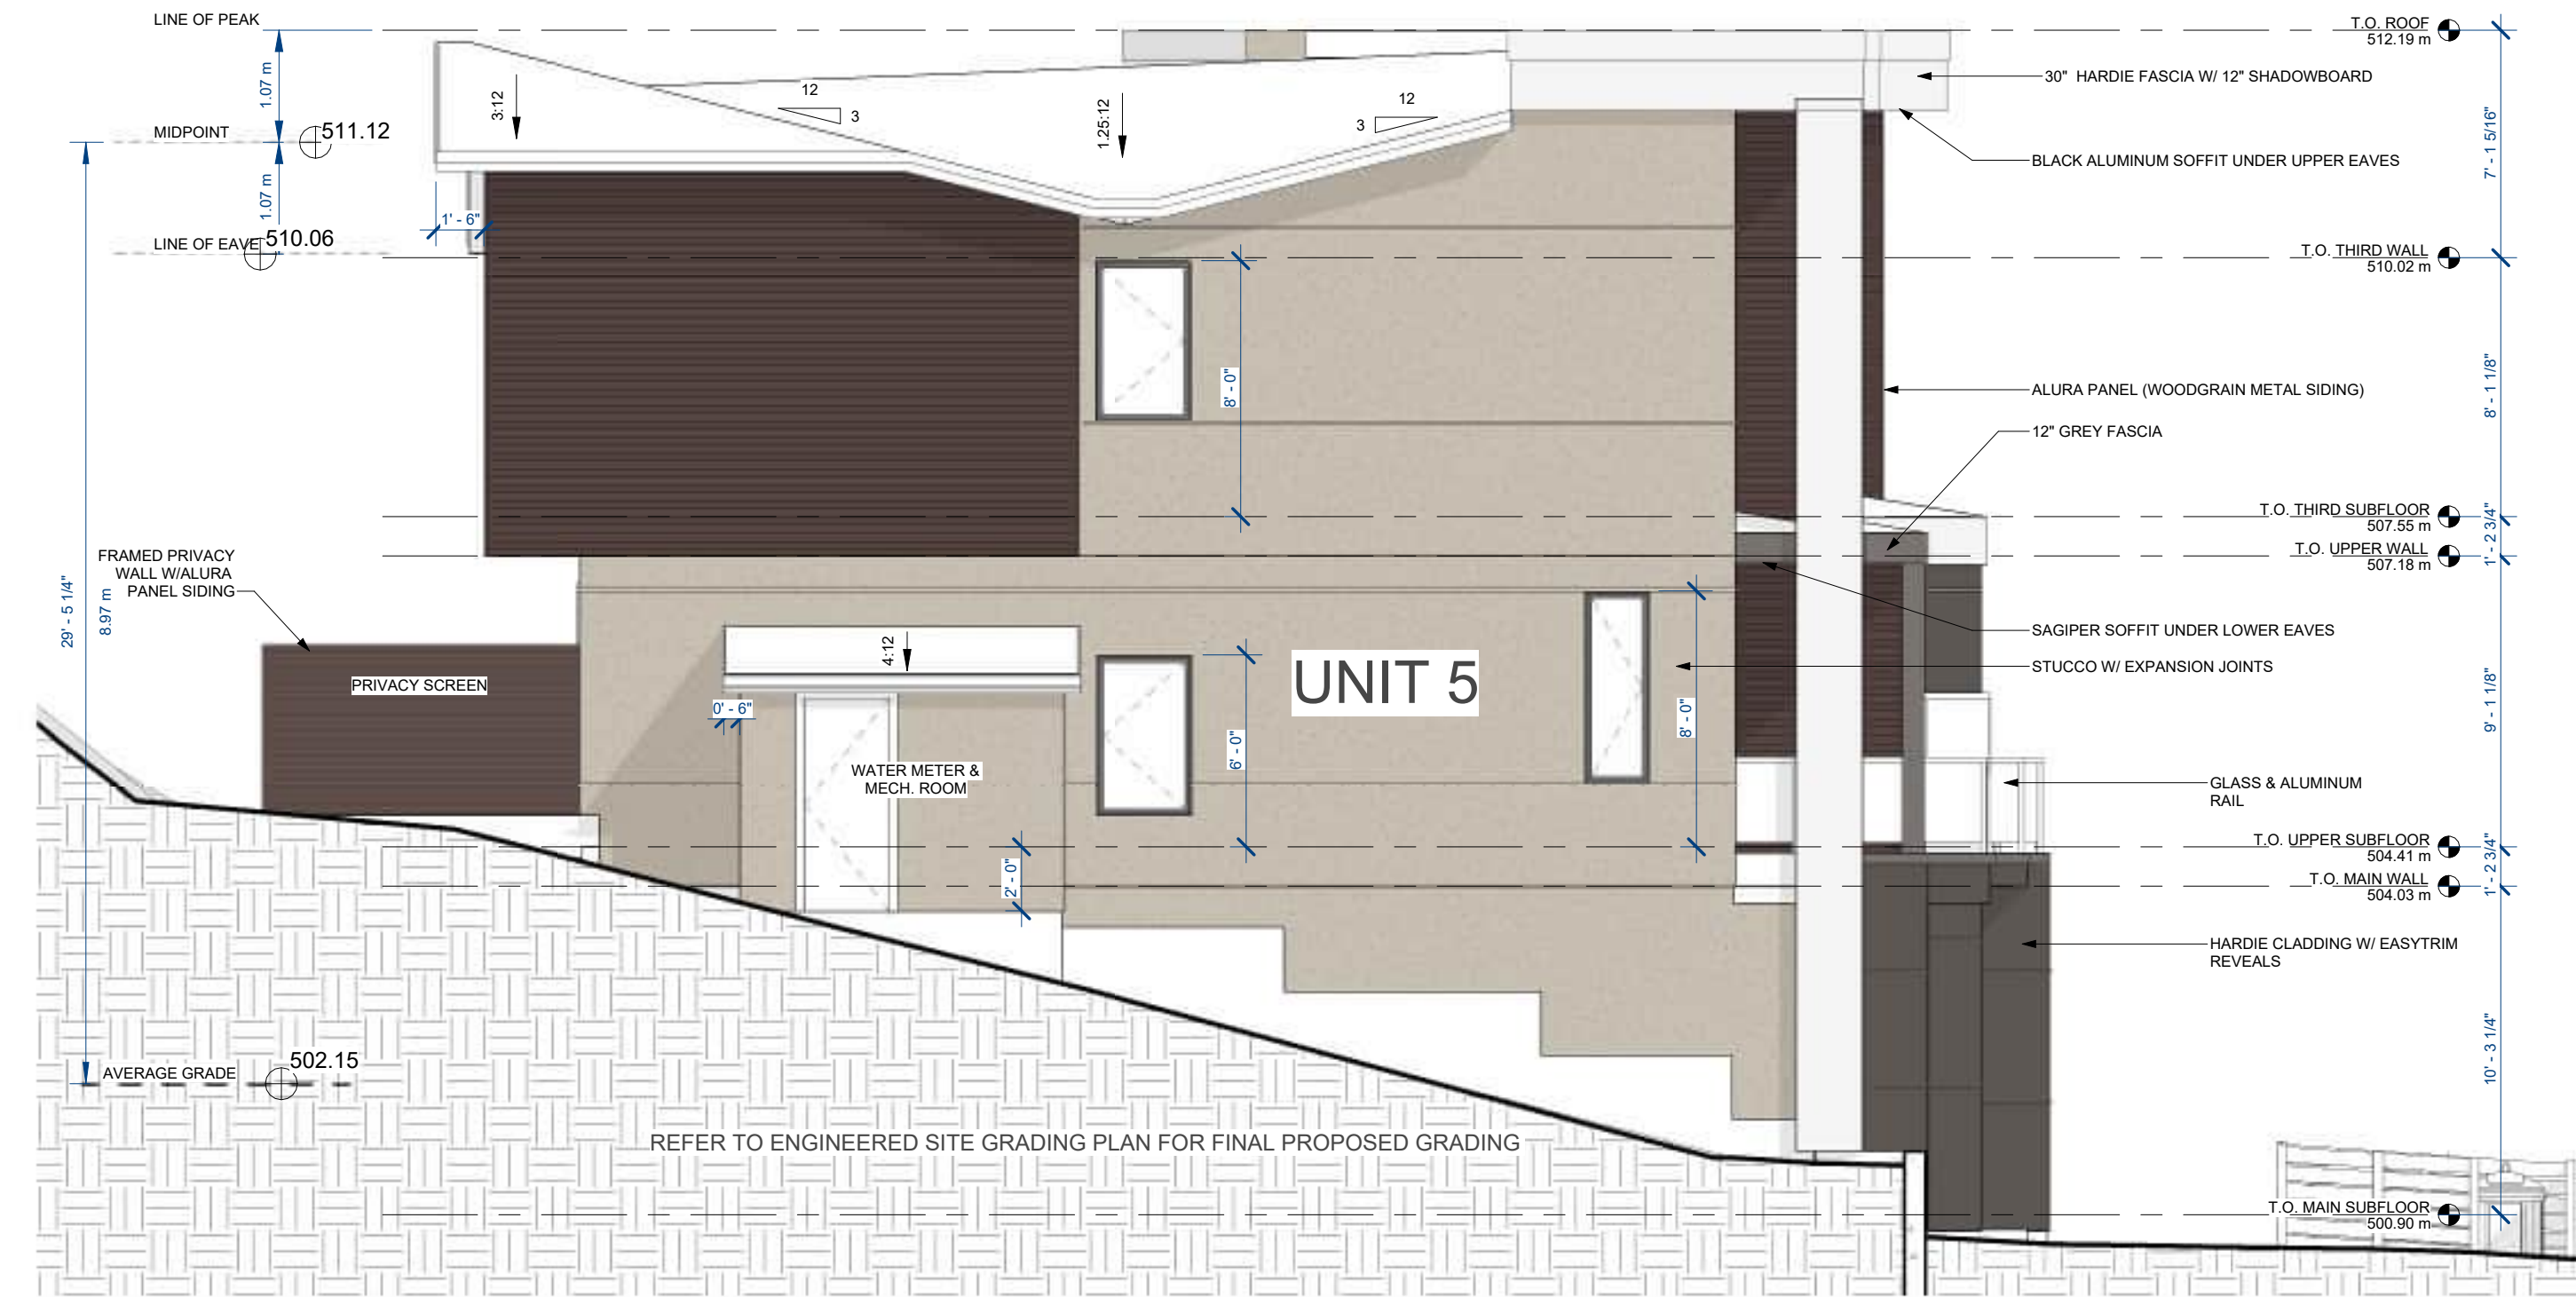 LINE OF PEAK
1.07 m
MIDPOINT
511.12
1.07 m
LINE OF EAVE
510.06
1' - 6"
3:12
12
3
1.25:12
12
3
T.O. ROOF
512.19 m
30" HARDIE FASCIA W/ 12" SHADOWBOARD
7' - 1 5/16"
BLACK ALUMINUM SOFFIT UNDER UPPER EAVES
T.O. THIRD WALL
510.02 m
8' - 0"
8' - 1 1/8"
ALURA PANEL (WOODGRAIN METAL SIDING)
12" GREY FASCIA
T.O. THIRD SUBFLOOR
507.55 m
1' - 2 3/4"
T.O. UPPER WALL
507.18 m
FRAMED PRIVACY
WALL W/ALURA
PANEL SIDING
29' - 5 1/4"
8.97 m
PRIVACY SCREEN
4:12
0' - 6"
WATER METER &
MECH. ROOM
6' - 0"
UNIT 5
8' - 0"
SAGIPER SOFFIT UNDER LOWER EAVES
STUCCO W/ EXPANSION JOINTS
9' - 1 1/8"
GLASS & ALUMINUM
RAIL
T.O. UPPER SUBFLOOR
504.41 m
2' - 0"
1' - 2 3/4"
T.O. MAIN WALL
504.03 m
HARDIE CLADDING W/ EASYTRIM
REVEALS
10' - 3 1/4"
AVERAGE GRADE
502.15
REFER TO ENGINEERED SITE GRADING PLAN FOR FINAL PROPOSED GRADING
T.O. MAIN SUBFLOOR
500.90 m